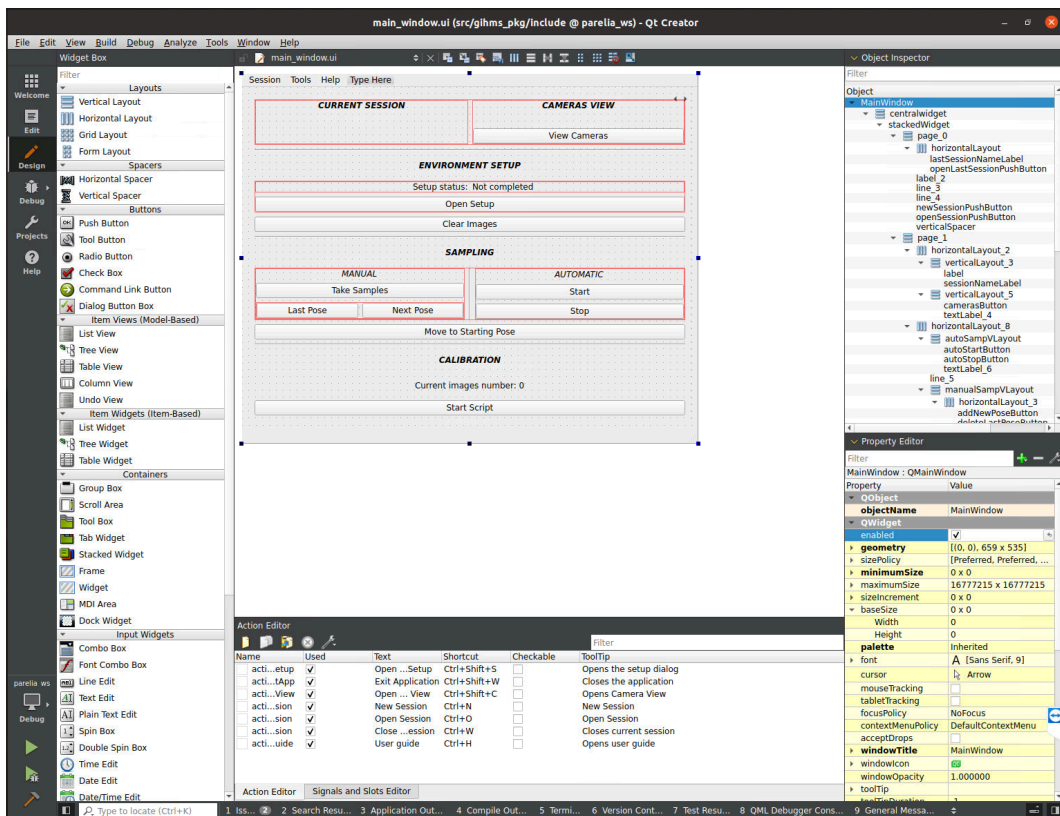 main_window.ui (src/glhms_pkg/include @ parelia_ws) - Qt Creator
File Edit View Build Debug Analyze Tools Window Help
Widget Box
main_window.ui
Object Inspector
Welcome
Edit
Design
Debug
Projects
Help
parelia ws
Debug
Filter
Layouts
Vertical Layout
Horizontal Layout
Grid Layout
Form Layout
Spacers
Horizontal Spacer
Vertical Spacer
Buttons
Push Button
Tool Button
Radio Button
Check Box
Command Link Button
Dialog Button Box
Item Views (Model-Based)
List View
Tree View
Table View
Column View
Undo View
Item Widgets (Item-Based)
List Widget
Tree Widget
Table Widget
Containers
Group Box
Scroll Area
Tool Box
Tab Widget
Stacked Widget
Frame
Widget
MDI Area
Dock Widget
Input Widgets
Combo Box
Font Combo Box
Line Edit
Text Edit
Plain Text Edit
Spin Box
Double Spin Box
Time Edit
Date Edit
Date/Time Edit
Session Tools Help Type Here
CURRENT SESSION CAMERAS VIEW
View Cameras
ENVIRONMENT SETUP
Setup status: Not completed
Open Setup
Clear Images
SAMPLING
MANUAL AUTOMATIC
Take Samples Start
Last Pose Next Pose Stop
Move to Starting Pose
CALIBRATION
Current images number: 0
Start Script
Action Editor
Filter
Name Used Text Shortcut Checkable ToolTip
acti...etup Open ...Setup Ctrl+Shift+S Opens the setup dialog
acti...tApp Exit Application Ctrl+Shift+W Closes the application
acti...View Open ... View Ctrl+Shift+C Opens Camera View
acti...sion New Session Ctrl+N New Session
acti...sion Open Session Ctrl+O Open Session
acti...sion Close ...ession Ctrl+W Closes current session
acti...uide User guide Ctrl+H Opens user guide
Action Editor Signals and Slots Editor
Filter
Object
MainWindow
centralwidget
stackedWidget
page_0
horizontalLayout
lastSessionNameLabel
openLastSessionPushButton
label_2
line_3
line_4
newSessionPushButton
openSessionPushButton
verticalSpacer
page_1
horizontalLayout_2
verticalLayout_3
label
sessionNameLabel
verticalLayout_5
camerasButton
textLabel_4
horizontalLayout_8
autoSampVLayout
autoStartButton
autoStopButton
textLabel_6
line_5
manualSampVLayout
horizontalLayout_3
addNewPoseButton
deleteLastPoseButton
Property Editor
Filter
MainWindow : QMainWindow
Property Value
QObject
objectName MainWindow
QWidget
enabled
geometry [(0, 0), 659 x 535]
sizePolicy [Preferred, Preferred, ...
minimumSize 0 x 0
maximumSize 16777215 x 16777215
sizeIncrement 0 x 0
baseSize 0 x 0
Width 0
Height 0
palette Inherited
font A [Sans Serif, 9]
cursor Arrow
mouseTracking
tabletTracking
focusPolicy NoFocus
contextMenuPolicy DefaultContextMenu
acceptDrops
windowTitle MainWindow
windowIcon
windowOpacity 1.000000
toolTip
toolTipDuration -1
Type to locate (Ctrl+K) 1 Iss... 2 2 Search Resu... 3 Application Out... 4 Compile Out... 5 Termi... 6 Version Cont... 7 Test Resu... 8 QML Debugger Cons... 9 General Messa...